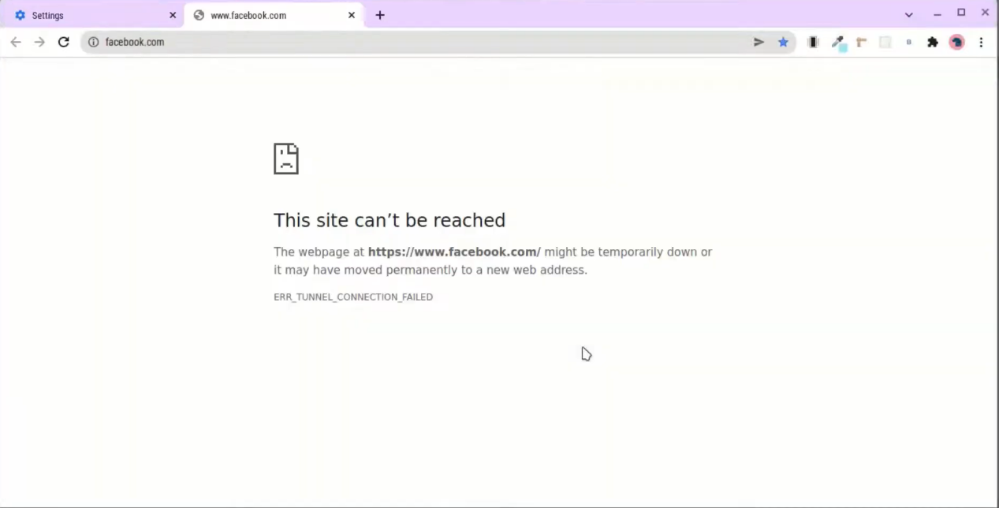 Settings
www.facebook.com
facebook.com
B
This site can’t be reached
The webpage at https://www.facebook.com/ might be temporarily down or
it may have moved permanently to a new web address.
ERR_TUNNEL_CONNECTION_FAILED